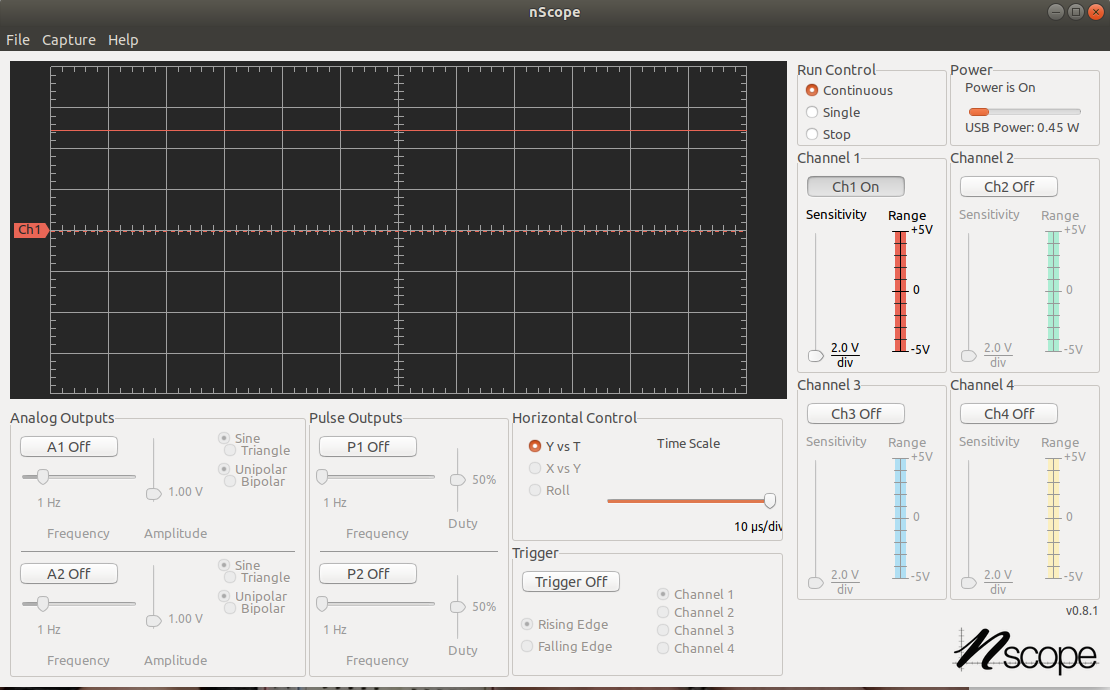 nScope
File Capture Help
Ch1
Run Control
Continuous
Single
Stop
Power
Power is On
USB Power: 0.45 W
Channel 1
Ch1 On
Sensitivity
Range
+5V
0
-5V
2.0 V
div
Channel 2
Ch2 Off
Sensitivity
Range
+5V
0
-5V
2.0 V
div
Channel 3
Ch3 Off
Sensitivity
Range
+5V
0
-5V
2.0 V
div
Channel 4
Ch4 Off
Sensitivity
Range
+5V
0
-5V
2.0 V
div
Analog Outputs
A1 Off
Sine
Triangle
Unipolar
Bipolar
1.00 V
1 Hz
Frequency
Amplitude
A2 Off
Sine
Triangle
Unipolar
Bipolar
1.00 V
1 Hz
Frequency
Amplitude
Pulse Outputs
P1 Off
50%
1 Hz
Duty
Frequency
P2 Off
50%
1 Hz
Duty
Frequency
Horizontal Control
Y vs T
X vs Y
Roll
Time Scale
10 µs/div
Trigger
Trigger Off
Rising Edge
Falling Edge
Channel 1
Channel 2
Channel 3
Channel 4
v0.8.1
nscope